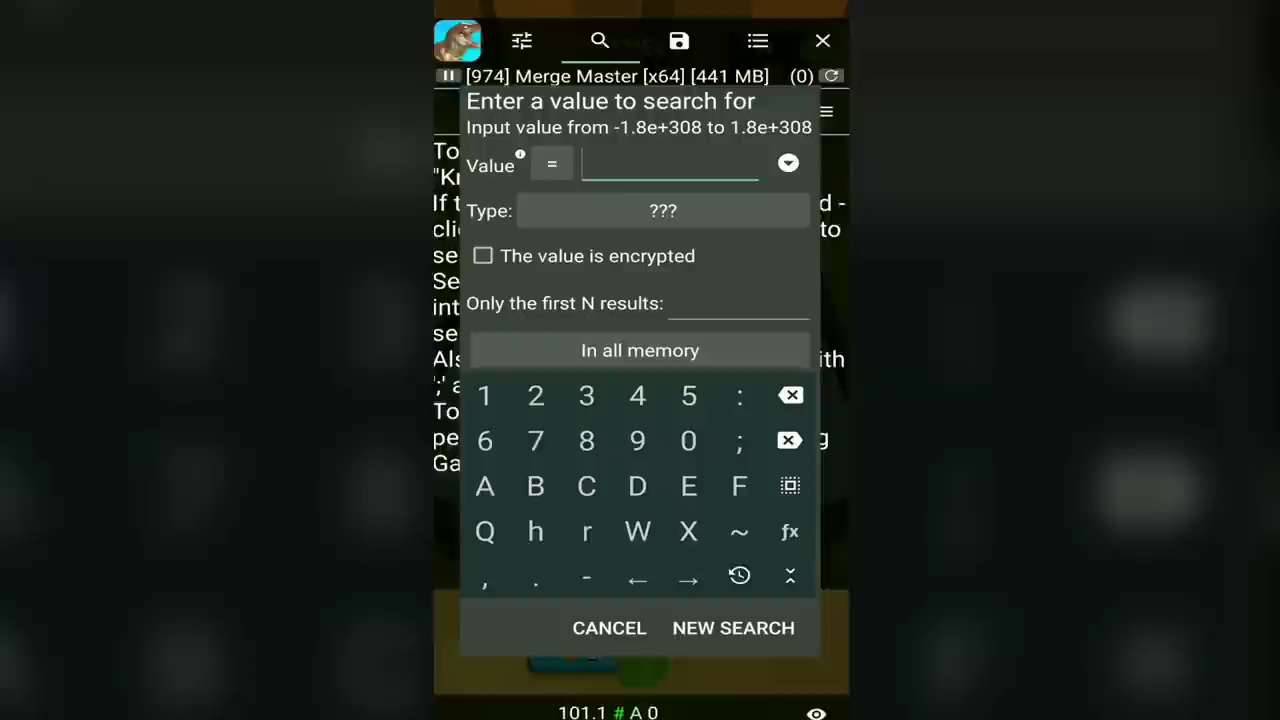 [974] Merge Master [x64] [441 MB] (0)
Enter a value to search for
Input value from -1.8e+308 to 1.8e+308
Value =
Type: ???
The value is encrypted
Only the first N results:
In all memory
1 2 3 4 5 :
6 7 8 9 0 ;
A B C D E F
Q h r W X ~ ƒx
, . - ← →
CANCEL NEW SEARCH
101.1 # A 0